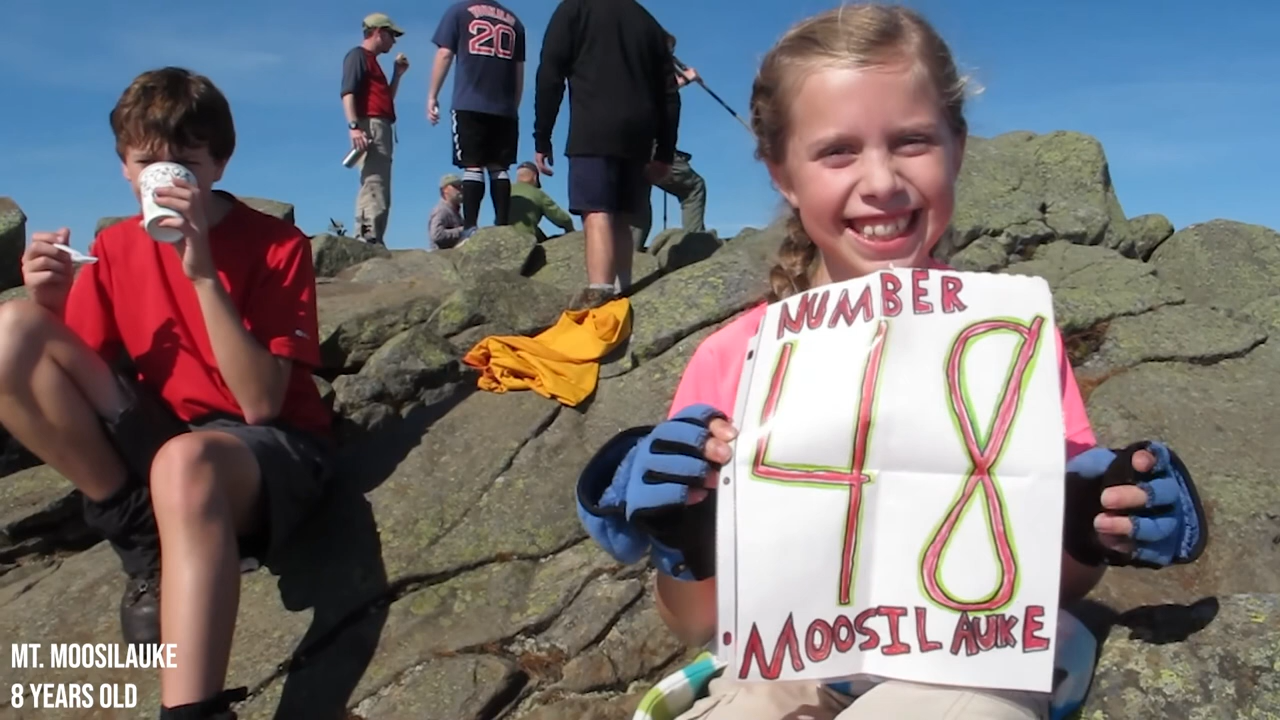 20
NUMBER
48
MOOSILAUKE
MT. MOOSILAUKE
8 YEARS OLD